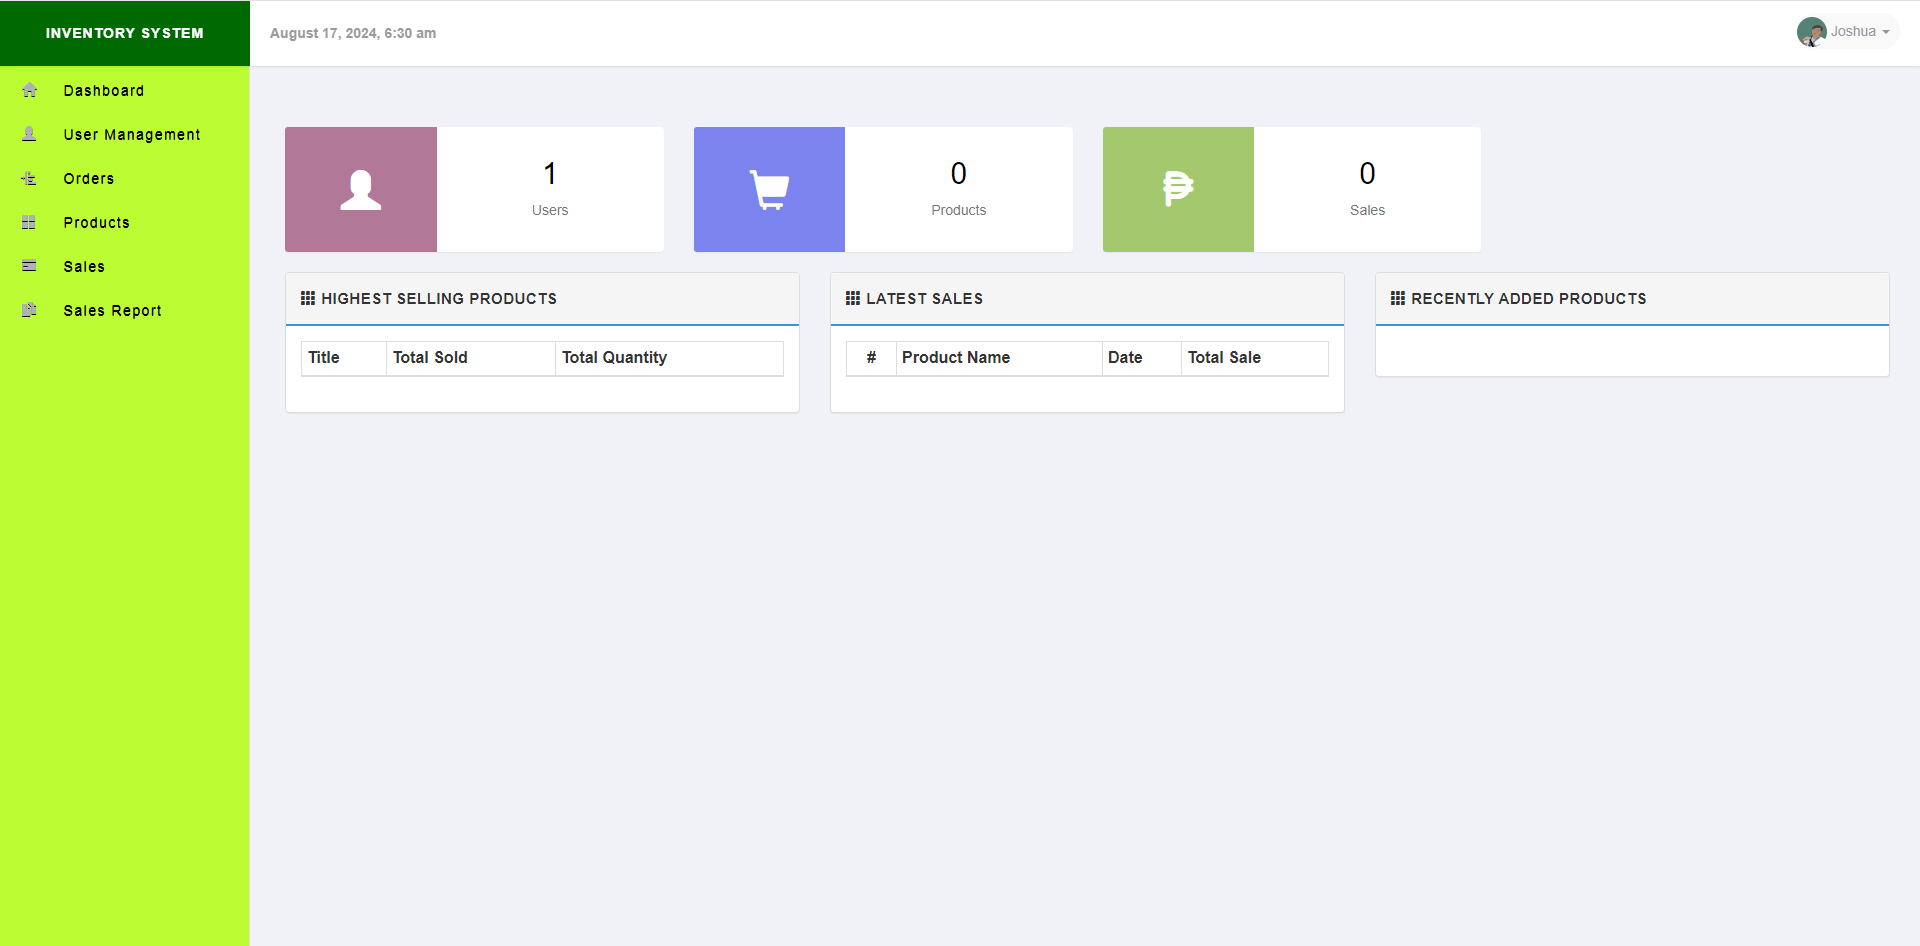 INVENTORY SYSTEM
August 17, 2024, 6:30 am
Joshua
Dashboard
User Management
Orders
Products
Sales
Sales Report
1
Users
0
Products
₱
0
Sales
HIGHEST SELLING PRODUCTS
Title Total Sold Total Quantity
LATEST SALES
# Product Name Date Total Sale
RECENTLY ADDED PRODUCTS